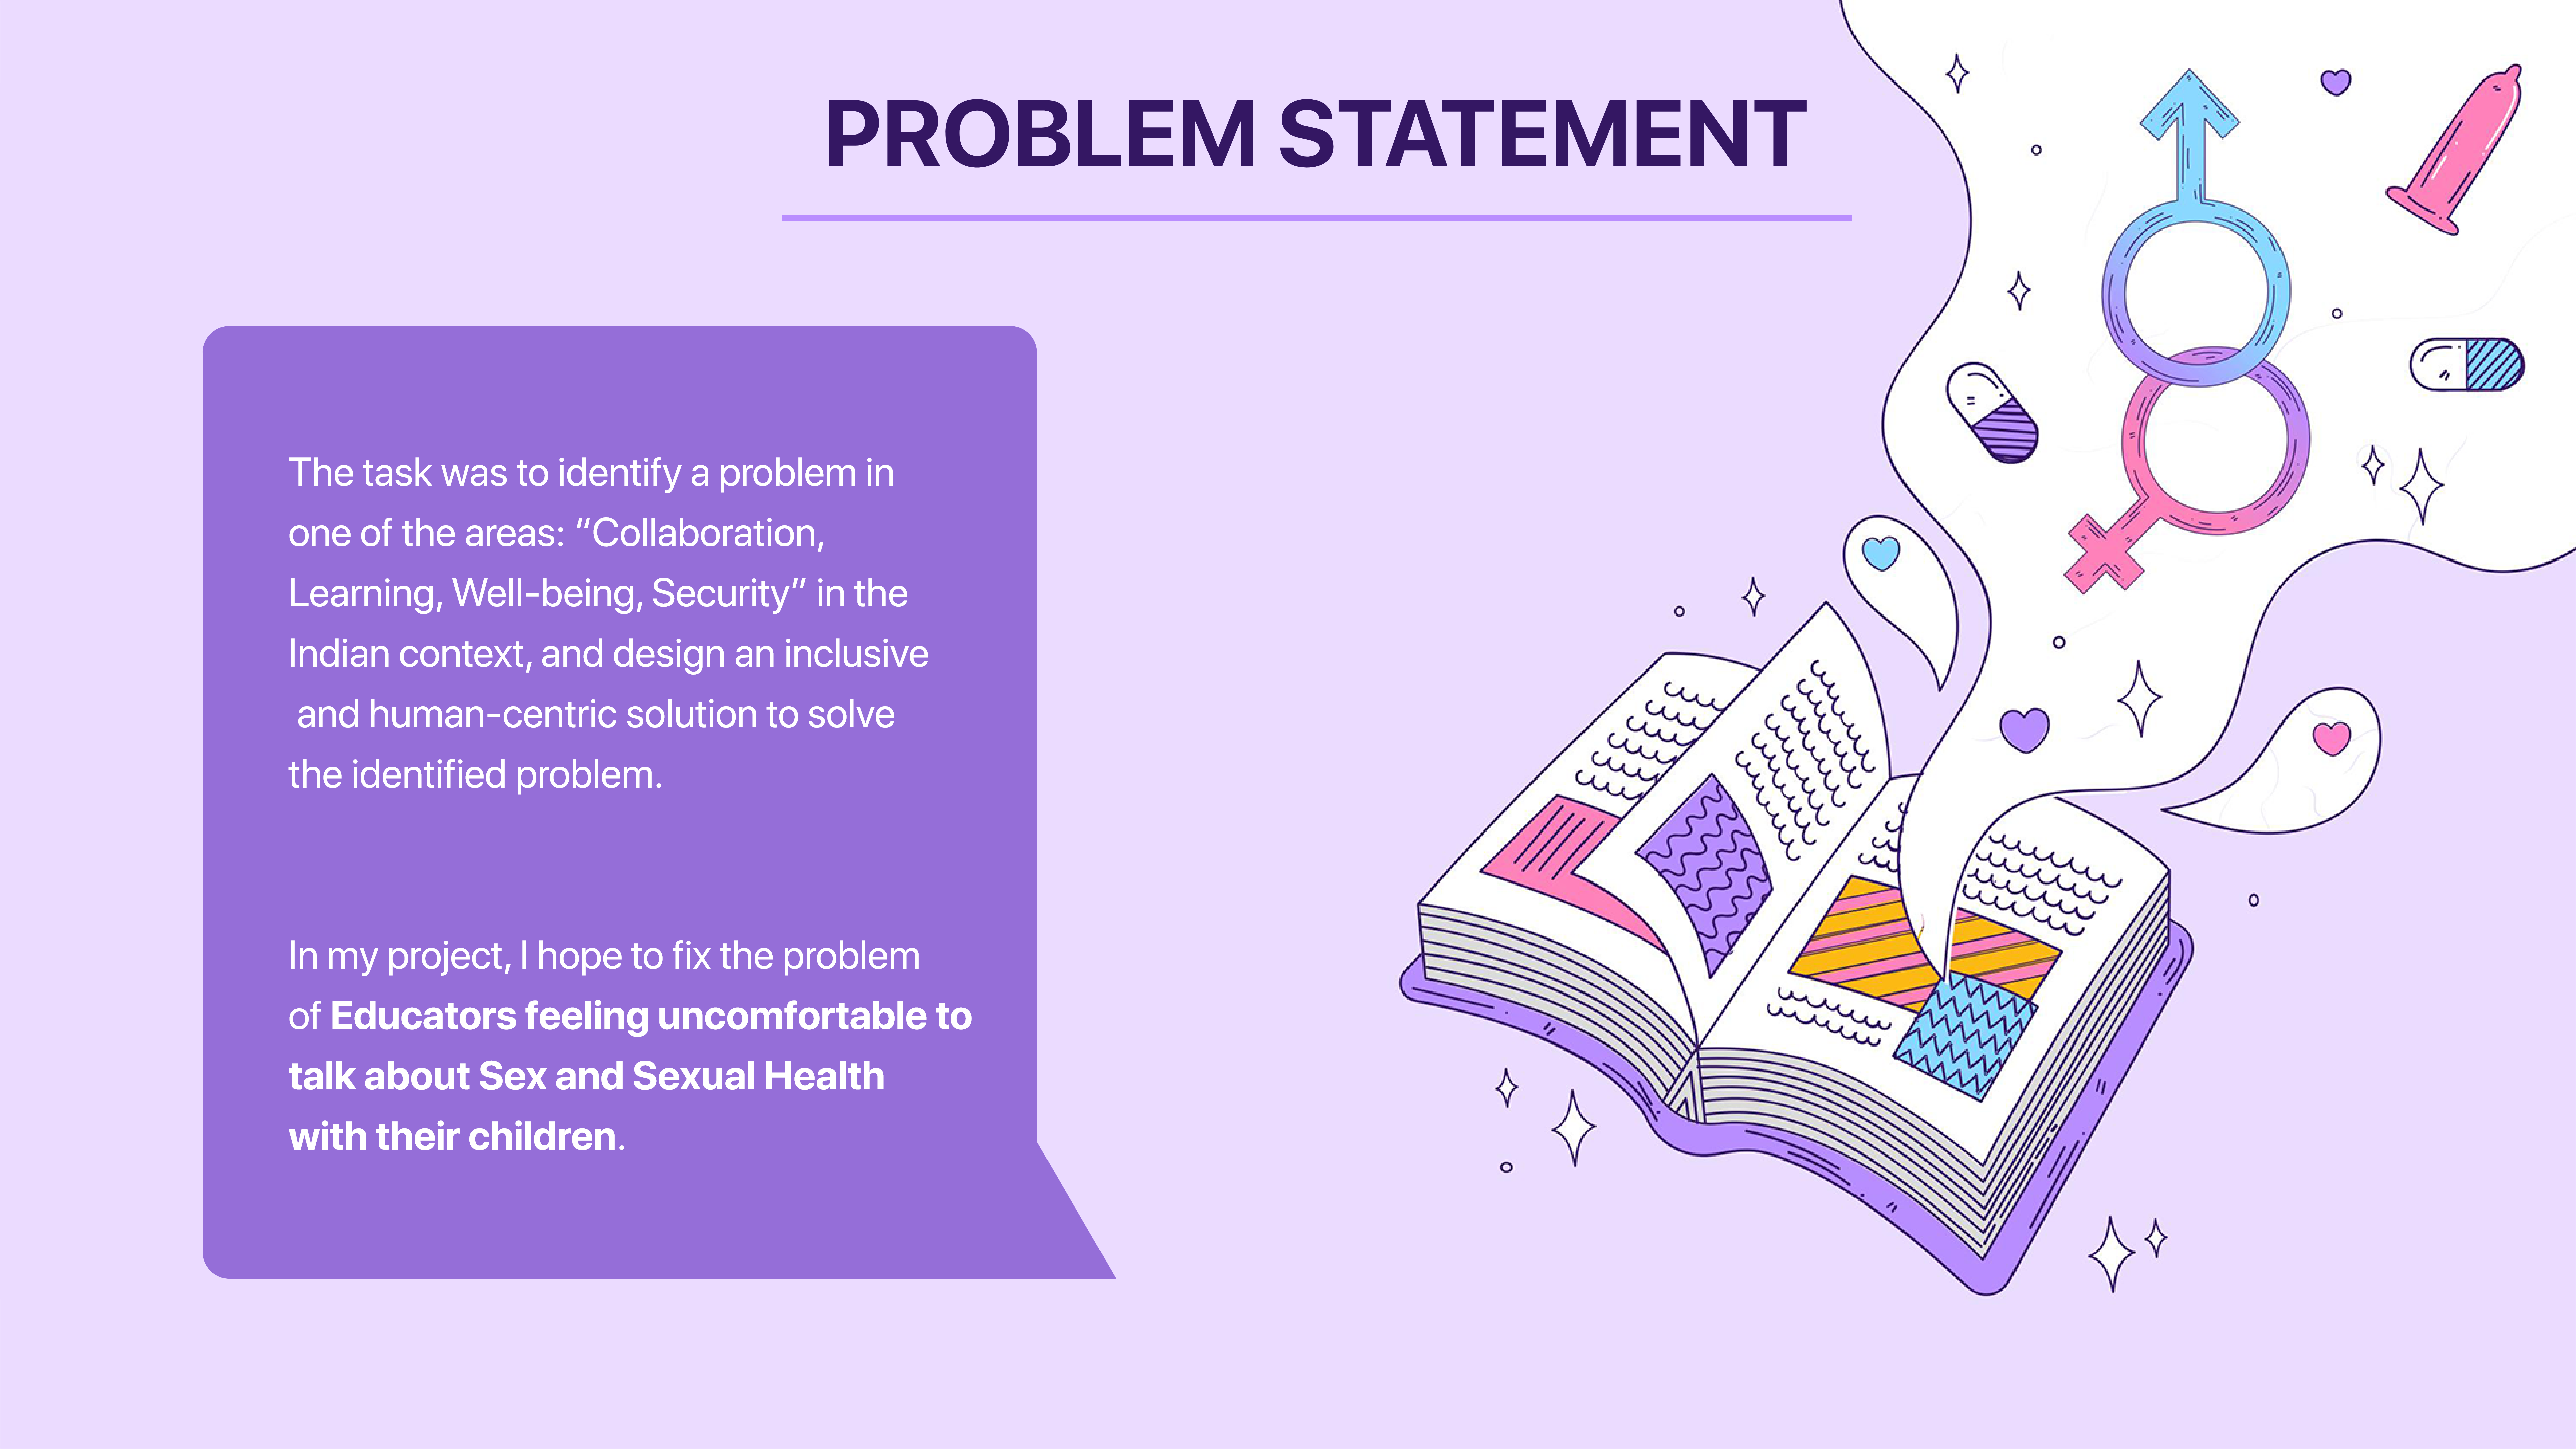 PROBLEM STATEMENT
The task was to identify a problem in
one of the areas: “Collaboration,
Learning, Well-being, Security” in the
Indian context, and design an inclusive
and human-centric solution to solve
the identified problem.
In my project, I hope to fix the problem
of Educators feeling uncomfortable to
talk about Sex and Sexual Health
with their children.